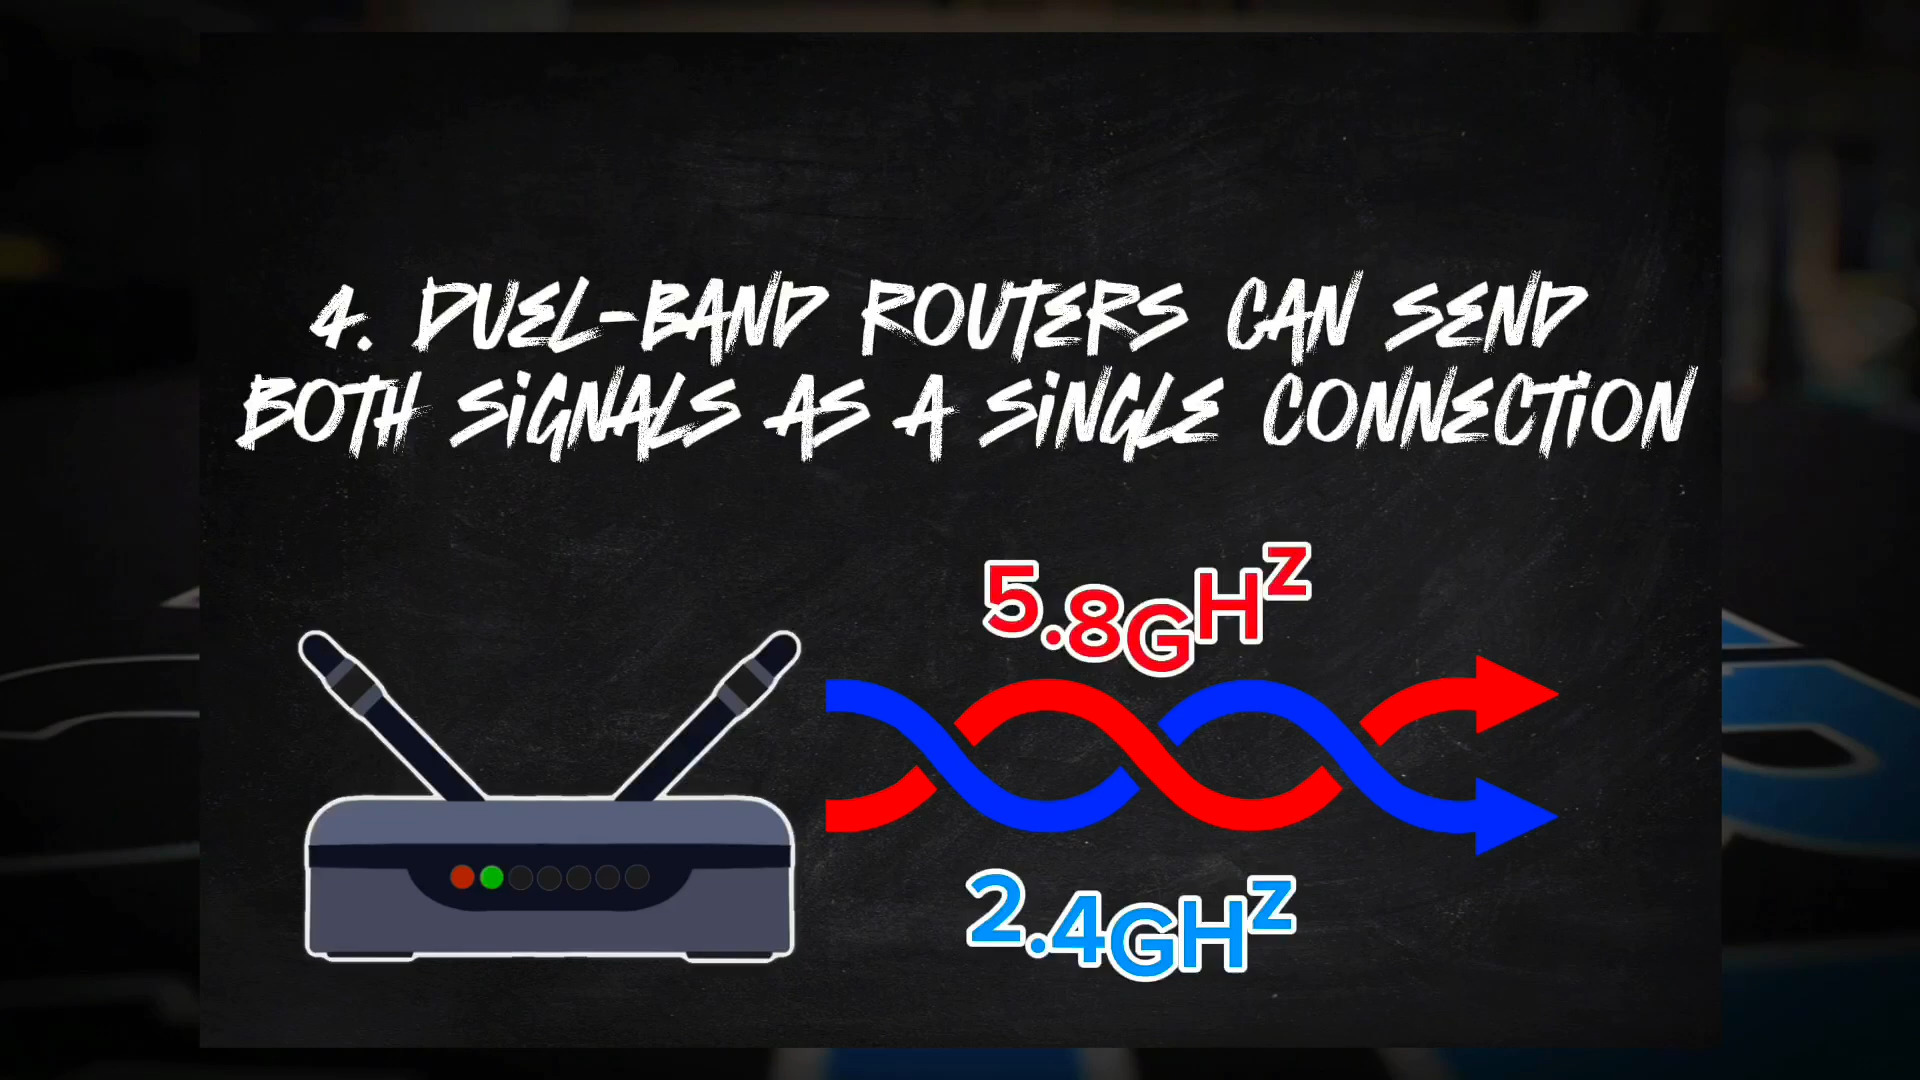 4. DUEL-BAND ROUTERS CAN SEND
BOTH SIGNALS AS A SINGLE CONNECTION
5.8GHz
2.4GHz